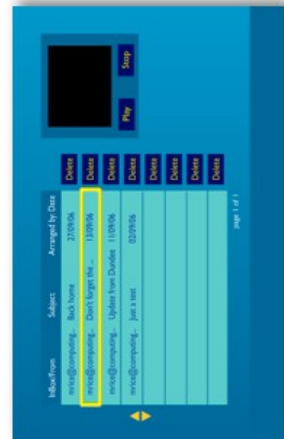 InBox/From Subject Arranged by: Date
mrice@computing... Back home 27/09/06 Delete
mrice@computing... Don't forget the ... 13/09/06 Delete
mrice@computing... Update from Dundee 11/09/06 Delete
mrice@computing... Just a test 02/09/06 Delete
Delete
Delete
Delete
Delete
page 1 of 1
Play Stop